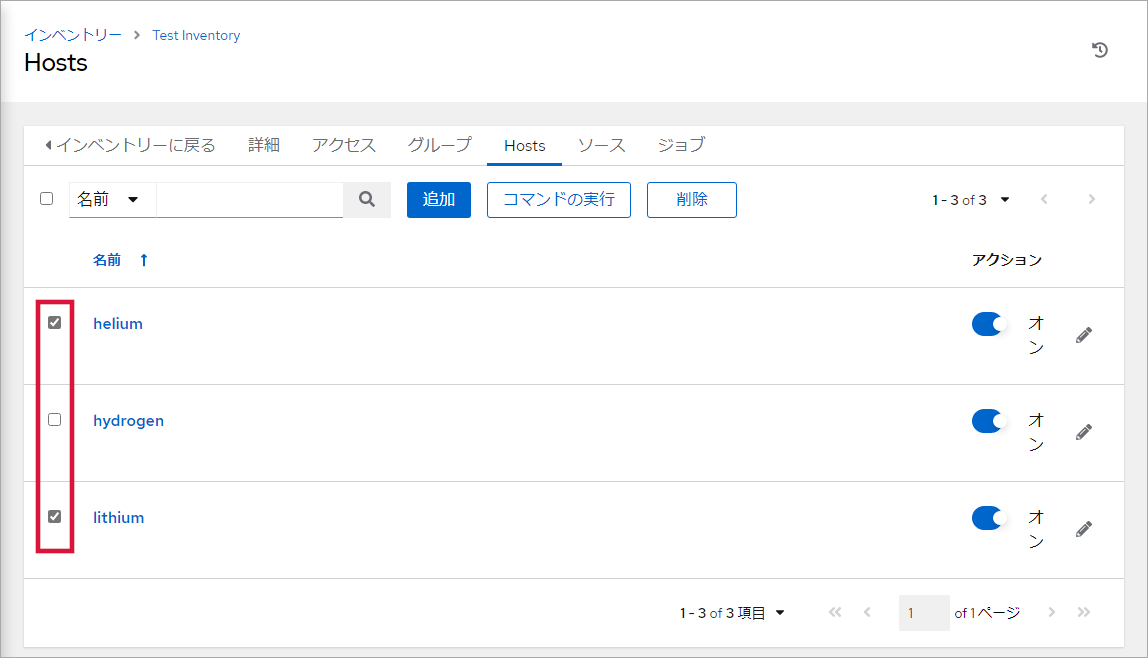 インベントリー > Test Inventory
Hosts
インベントリーに戻る 詳細 アクセス グループ Hosts ソース ジョブ
名前 追加 コマンドの実行 削除 1 - 3 of 3
名前 アクション
helium オン
hydrogen オン
lithium オン
1 - 3 of 3 項目 1 of 1 ページ